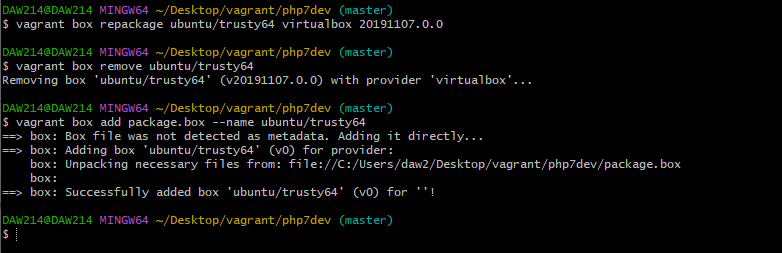 DAW214@DAW214 MINGW64 ~/Desktop/vagrant/php7dev (master)
$ vagrant box repackage ubuntu/trusty64 virtualbox 20191107.0.0
DAW214@DAW214 MINGW64 ~/Desktop/vagrant/php7dev (master)
$ vagrant box remove ubuntu/trusty64
Removing box 'ubuntu/trusty64' (v20191107.0.0) with provider 'virtualbox'...
DAW214@DAW214 MINGW64 ~/Desktop/vagrant/php7dev (master)
$ vagrant box add package.box --name ubuntu/trusty64
==> box: Box file was not detected as metadata. Adding it directly...
==> box: Adding box 'ubuntu/trusty64' (v0) for provider:
    box: Unpacking necessary files from: file://C:/Users/daw2/Desktop/vagrant/php7dev/package.box
    box:
==> box: Successfully added box 'ubuntu/trusty64' (v0) for ''!
DAW214@DAW214 MINGW64 ~/Desktop/vagrant/php7dev (master)
$